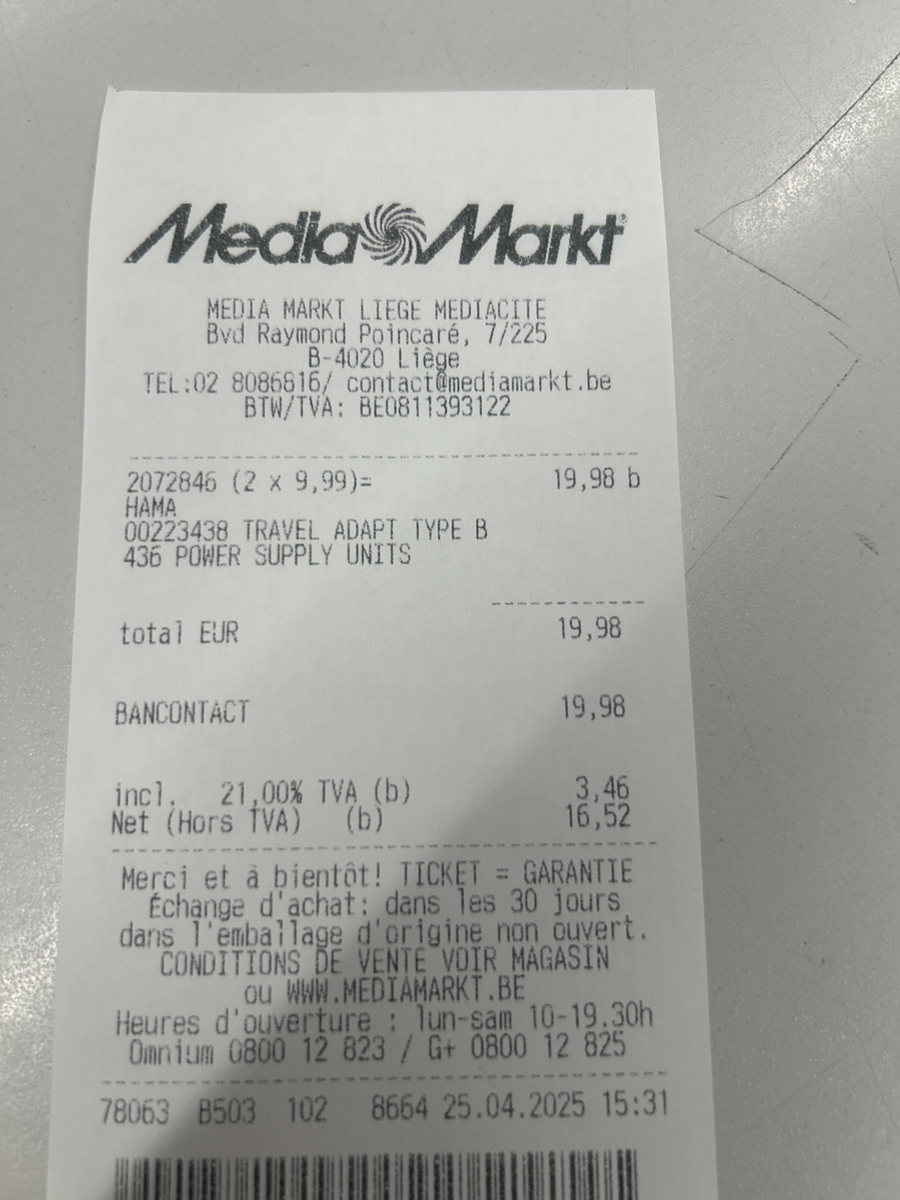 Media Markt®
MEDIA MARKT LIEGE MEDIACITE
Bvd Raymond Poincaré, 7/225
B-4020 Liège
TEL:02 8086816/ contact@mediamarkt.be
BTW/TVA: BE0811393122
2072846 (2 x 9,99)= 19,98 b
HAMA
00223438 TRAVEL ADAPT TYPE B
436 POWER SUPPLY UNITS
total EUR 19,98
BANCONTACT 19,98
incl. 21,00% TVA (b) 3,46
Net (Hors TVA) (b) 16,52
Merci et à bientôt! TICKET = GARANTIE
Échange d'achat: dans les 30 jours
dans l'emballage d'origine non ouvert.
CONDITIONS DE VENTE VOIR MAGASIN
ou WWW.MEDIAMARKT.BE
Heures d'ouverture : lun-sam 10-19.30h
Omnium 0800 12 823 / G+ 0800 12 825
78063 B503 102 8664 25.04.2025 15:31